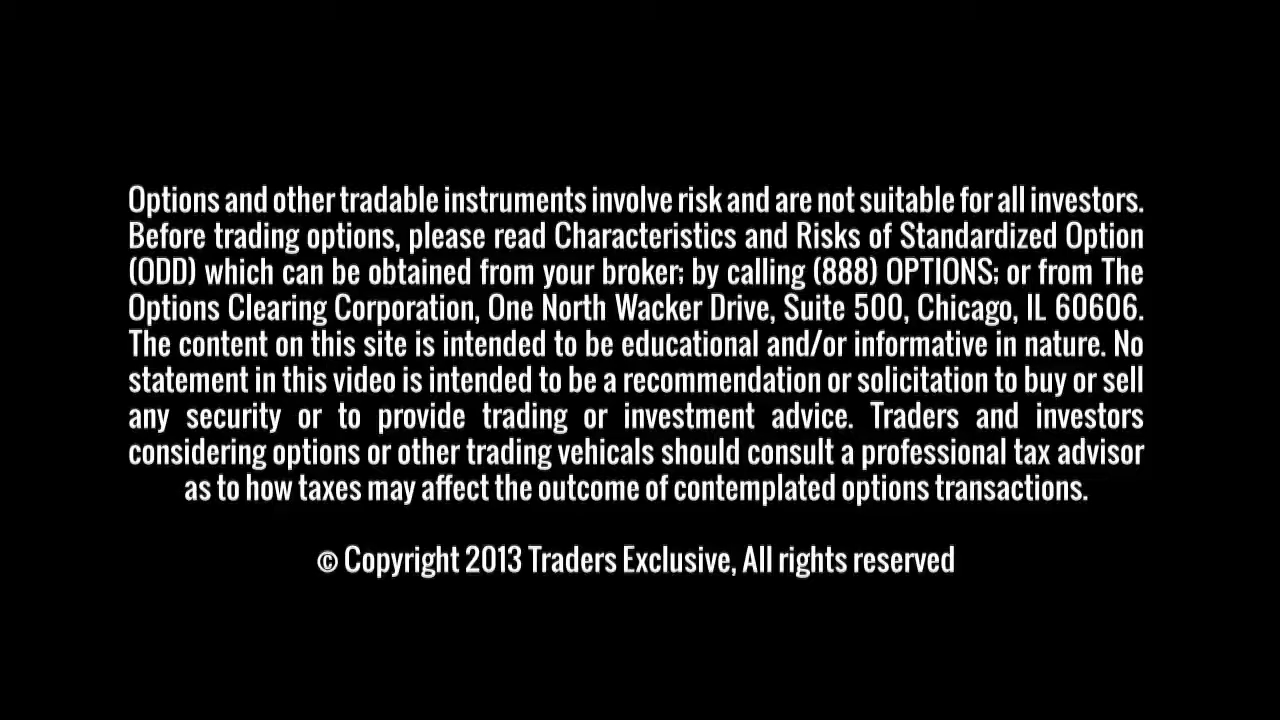 Options and other tradable instruments involve risk and are not suitable for all investors.
Before trading options, please read Characteristics and Risks of Standardized Option
(ODD) which can be obtained from your broker; by calling (888) OPTIONS; or from The
Options Clearing Corporation, One North Wacker Drive, Suite 500, Chicago, IL 60606.
The content on this site is intended to be educational and/or informative in nature. No
statement in this video is intended to be a recommendation or solicitation to buy or sell
any security or to provide trading or investment advice. Traders and investors
considering options or other trading vehicals should consult a professional tax advisor
as to how taxes may affect the outcome of contemplated options transactions.
© Copyright 2013 Traders Exclusive, All rights reserved